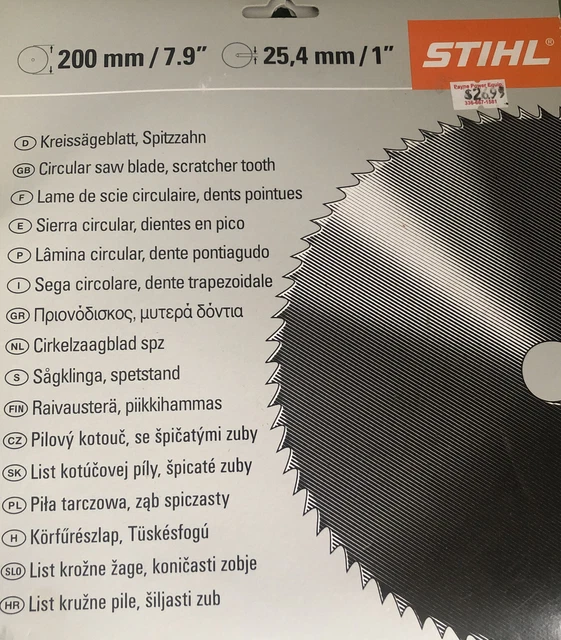 200 mm / 7.9″ 25,4 mm / 1″ STIHL®
$26.99
D Kreissägeblatt, Spitzzahn
GB Circular saw blade, scratcher tooth
F Lame de scie circulaire, dents pointues
E Sierra circular, dientes en pico
P Lâmina circular, dente pontiagudo
I Sega circolare, dente trapezoidale
GR Πριονόδισκος, μυτερά δόντια
NL Cirkelzaagblad spz
S Sågklinga, spetstand
FIN Raivausterä, piikkihammas
CZ Pilový kotouč, se špičatými zuby
SK List kotúčovej píly, špicaté zuby
PL Piła tarczowa, ząb spiczasty
H Körfűrészlap, Tüskésfogú
SLO List krožne žage, koničasti zobje
HR List kružne pile, šiljasti zub